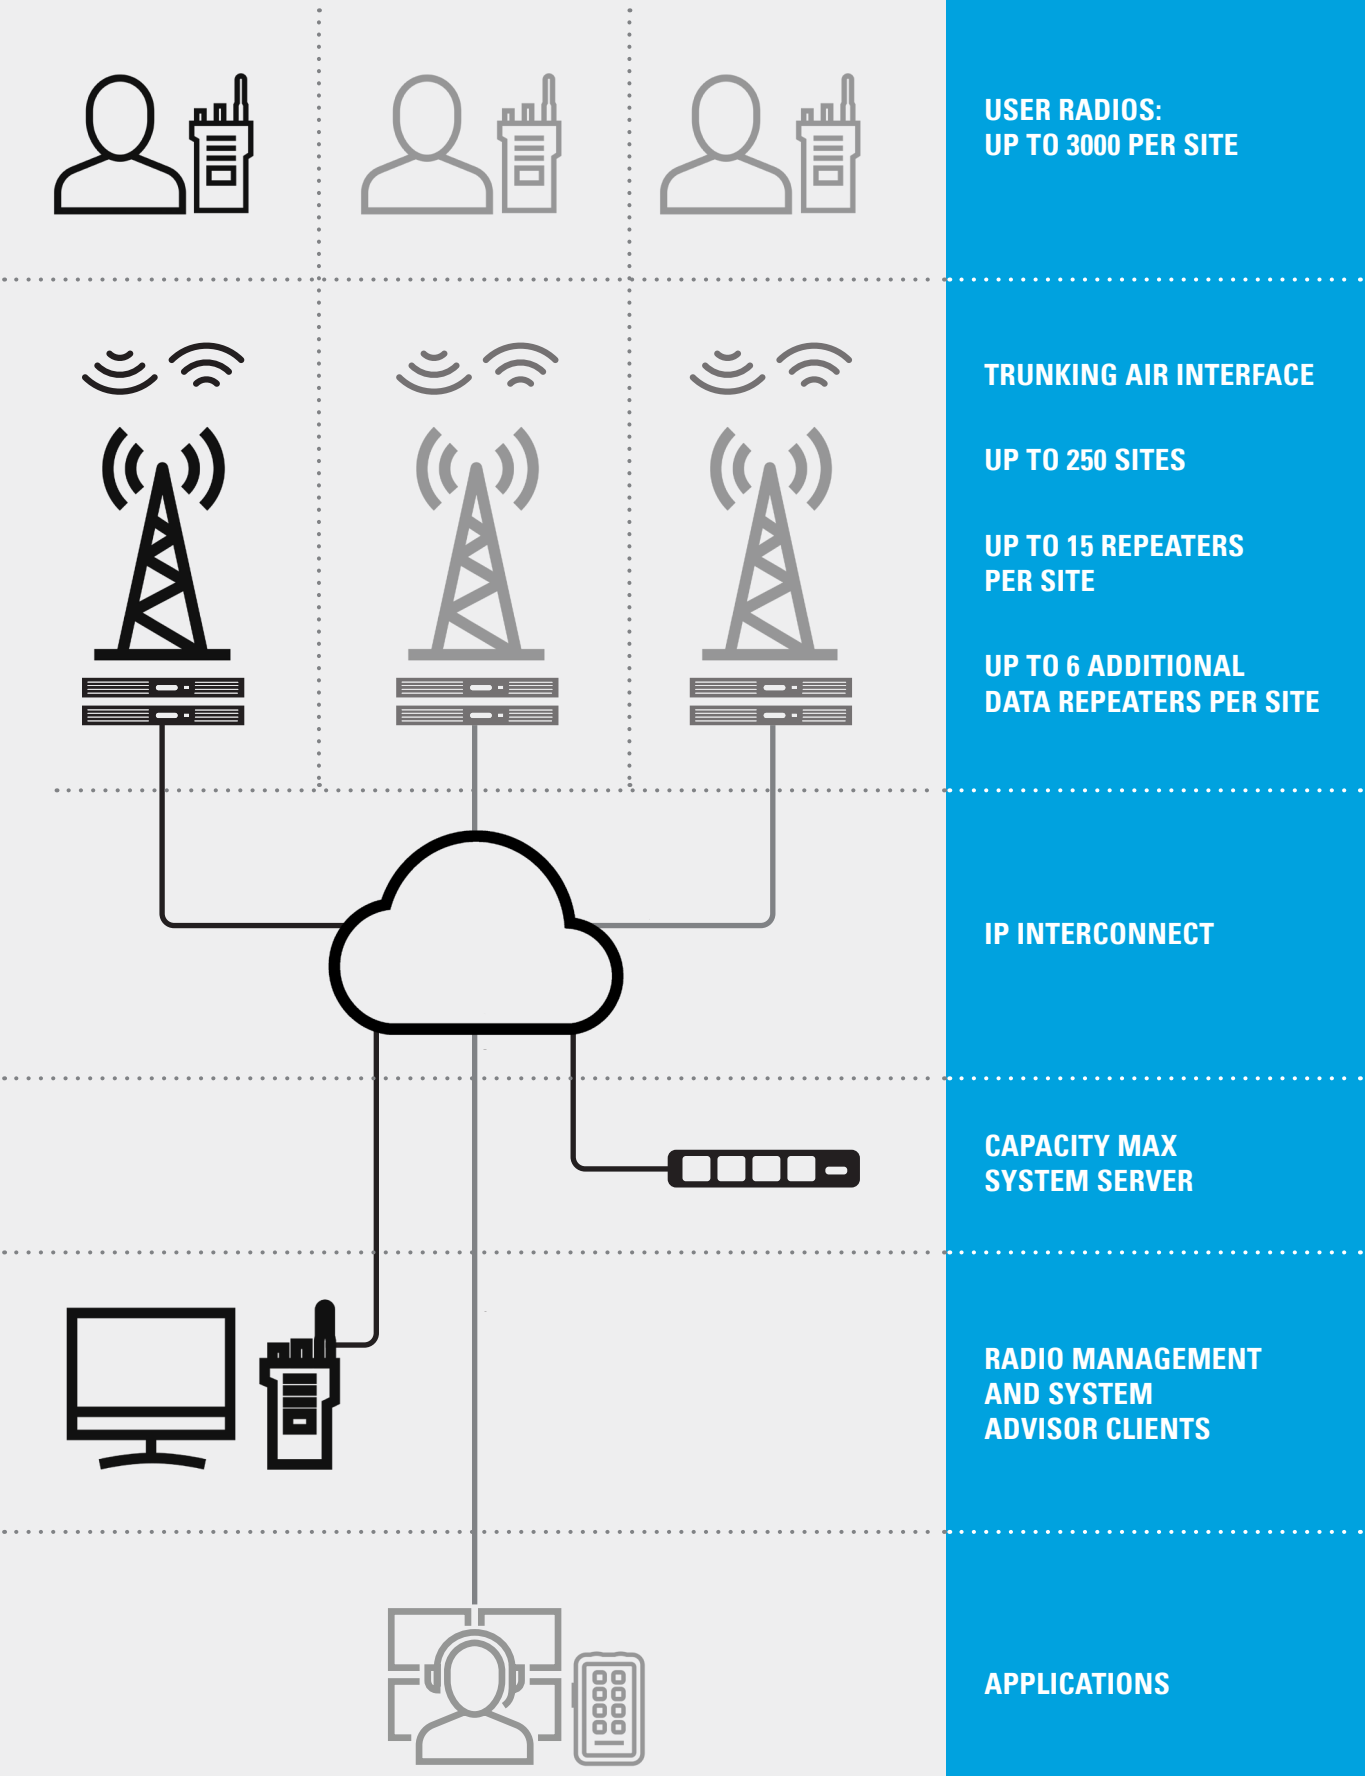 USER RADIOS:
UP TO 3000 PER SITE
TRUNKING AIR INTERFACE
UP TO 250 SITES
UP TO 15 REPEATERS
PER SITE
UP TO 6 ADDITIONAL
DATA REPEATERS PER SITE
IP INTERCONNECT
CAPACITY MAX
SYSTEM SERVER
RADIO MANAGEMENT
AND SYSTEM
ADVISOR CLIENTS
APPLICATIONS